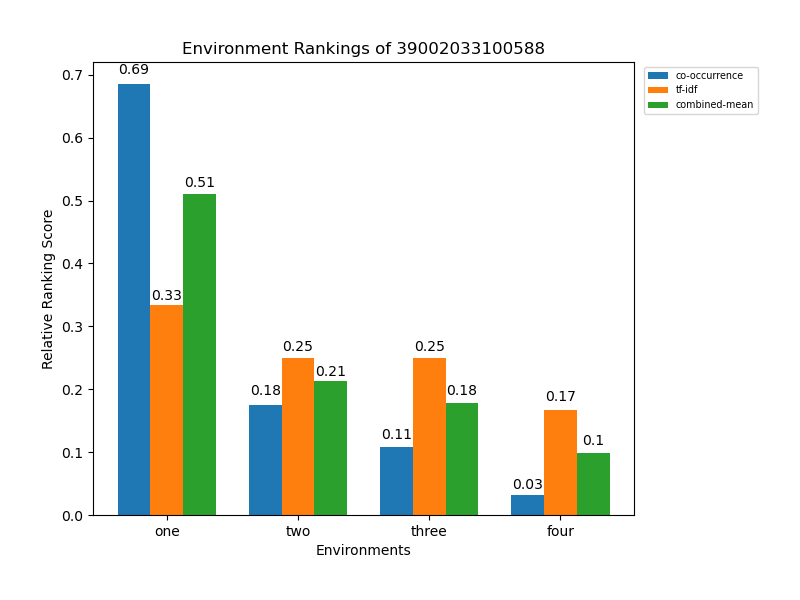 Environment Rankings of 39002033100588
co-occurrence
tf-idf
combined-mean
Relative Ranking Score
0.7
0.6
0.5
0.4
0.3
0.2
0.1
0.0
0.69
0.33
0.51
0.18
0.25
0.21
0.11
0.25
0.18
0.03
0.17
0.1
one two three four
Environments